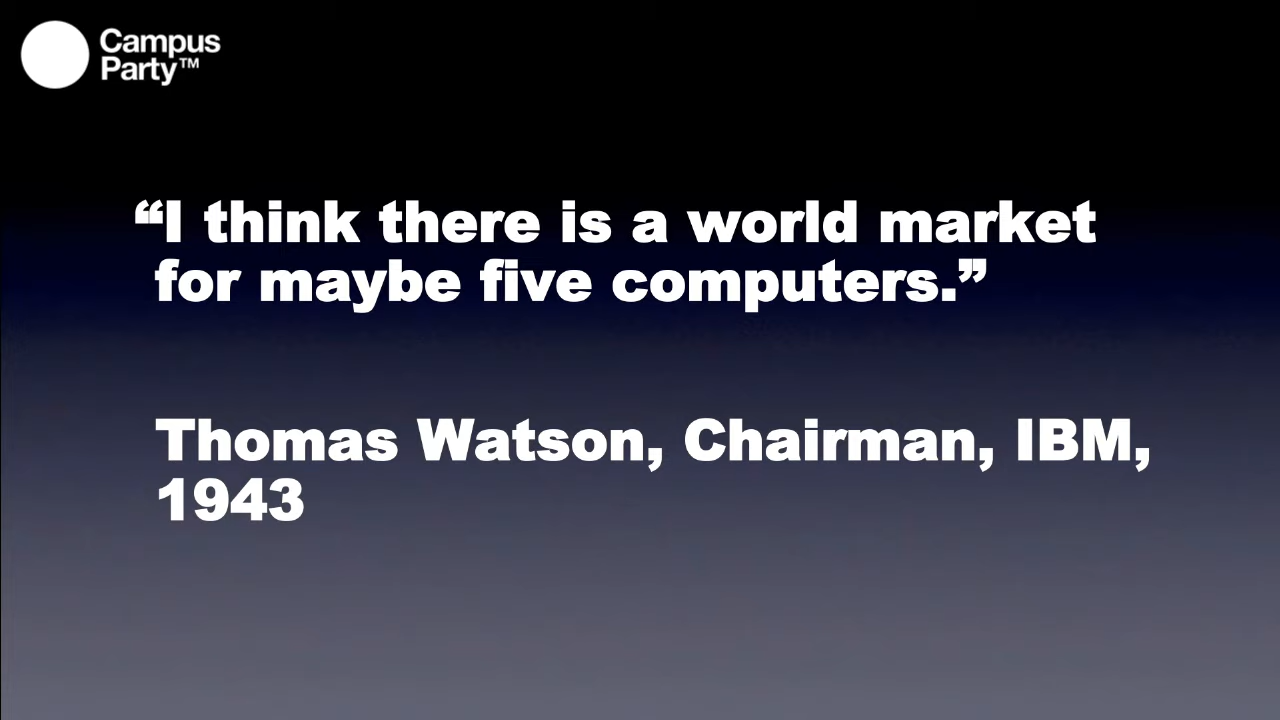 Campus
Party™
“I think there is a world market
for maybe five computers.”
Thomas Watson, Chairman, IBM,
1943